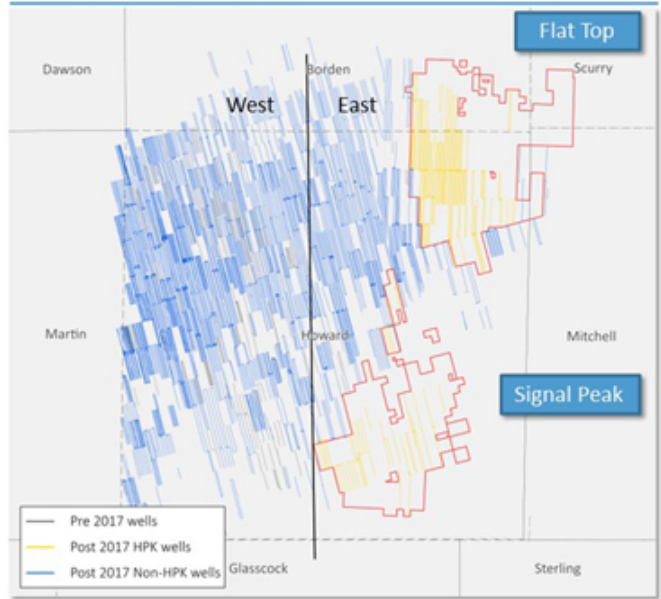 Flat Top
Dawson
Borden
Scurry
West
East
Martin
Howard
Mitchell
Signal Peak
Pre 2017 wells
Post 2017 HPK wells
Post 2017 Non-HPK wells
Glasscock
Sterling